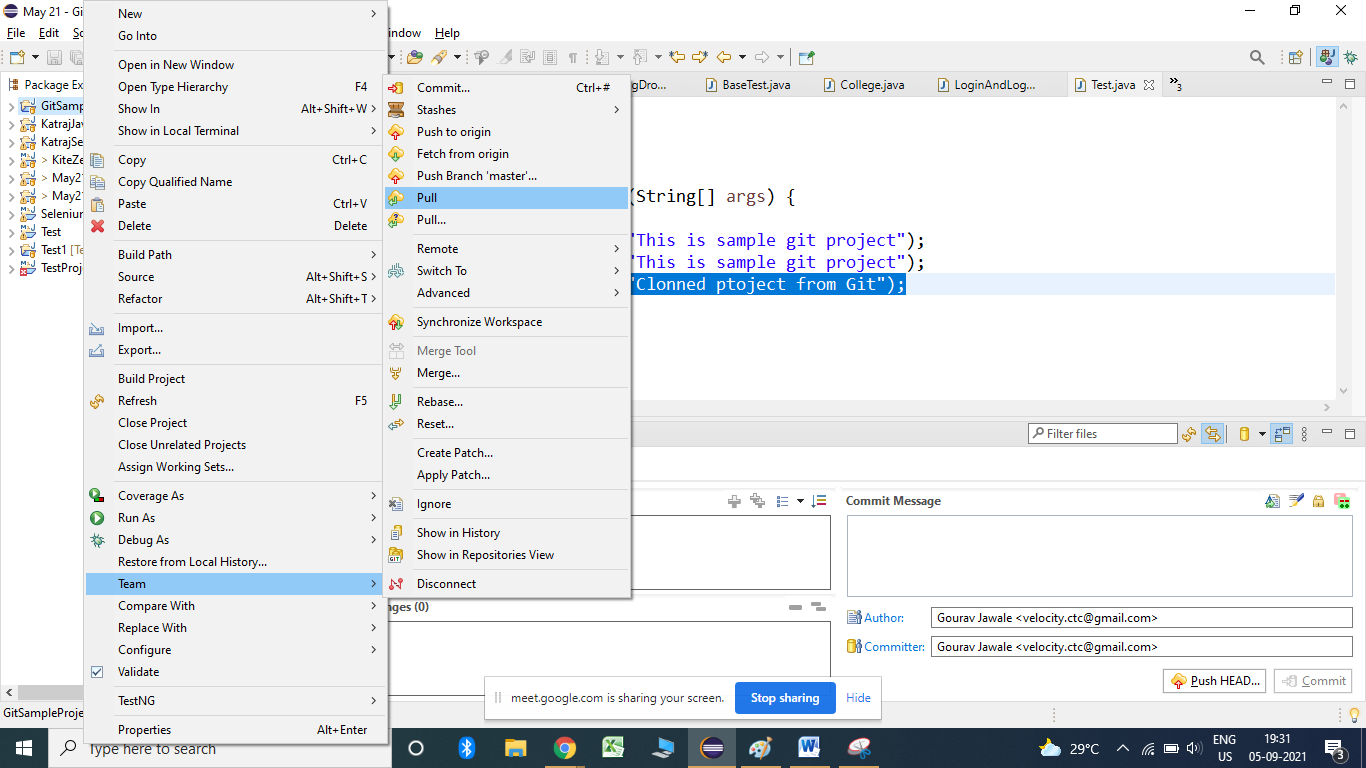 May 21 - Gi
File Edit So
ndow Help
Package Ex
GitSamp
KatrajJav
KatrajSe
> KiteZe
> May21
> May2
Selenium
Test
Test1 [Te
TestProje
GitSampleProje
New
Go Into
Open in New Window
Open Type Hierarchy F4
Show In Alt+Shift+W >
Show in Local Terminal
Copy Ctrl+C
Copy Qualified Name
Paste Ctrl+V
Delete Delete
Build Path
Source Alt+Shift+S >
Refactor Alt+Shift+T >
Import...
Export...
Build Project
Refresh F5
Close Project
Close Unrelated Projects
Assign Working Sets...
Coverage As
Run As
Debug As
Restore from Local History...
Team
Compare With
Replace With
Configure
Validate
TestNG
Properties Alt+Enter
Commit... Ctrl+#
Stashes
Push to origin
Fetch from origin
Push Branch 'master'...
Pull
Pull...
Remote
Switch To
Advanced
Synchronize Workspace
Merge Tool
Merge...
Rebase...
Reset...
Create Patch...
Apply Patch...
Ignore
Show in History
Show in Repositories View
Disconnect
gDro... BaseTest.java College.java LoginAndLog... Test.java »3
(String[] args) {
"This is sample git project");
"This is sample git project");
"Clonned ptoject from Git");
Filter files
Commit Message
nges (0)
Author: Gourav Jawale <velocity.ctc@gmail.com>
Committer: Gourav Jawale <velocity.ctc@gmail.com>
Push HEAD... Commit
meet.google.com is sharing your screen. Stop sharing Hide
Type here to search
29°C
ENG
US
19:31
05-09-2021
3